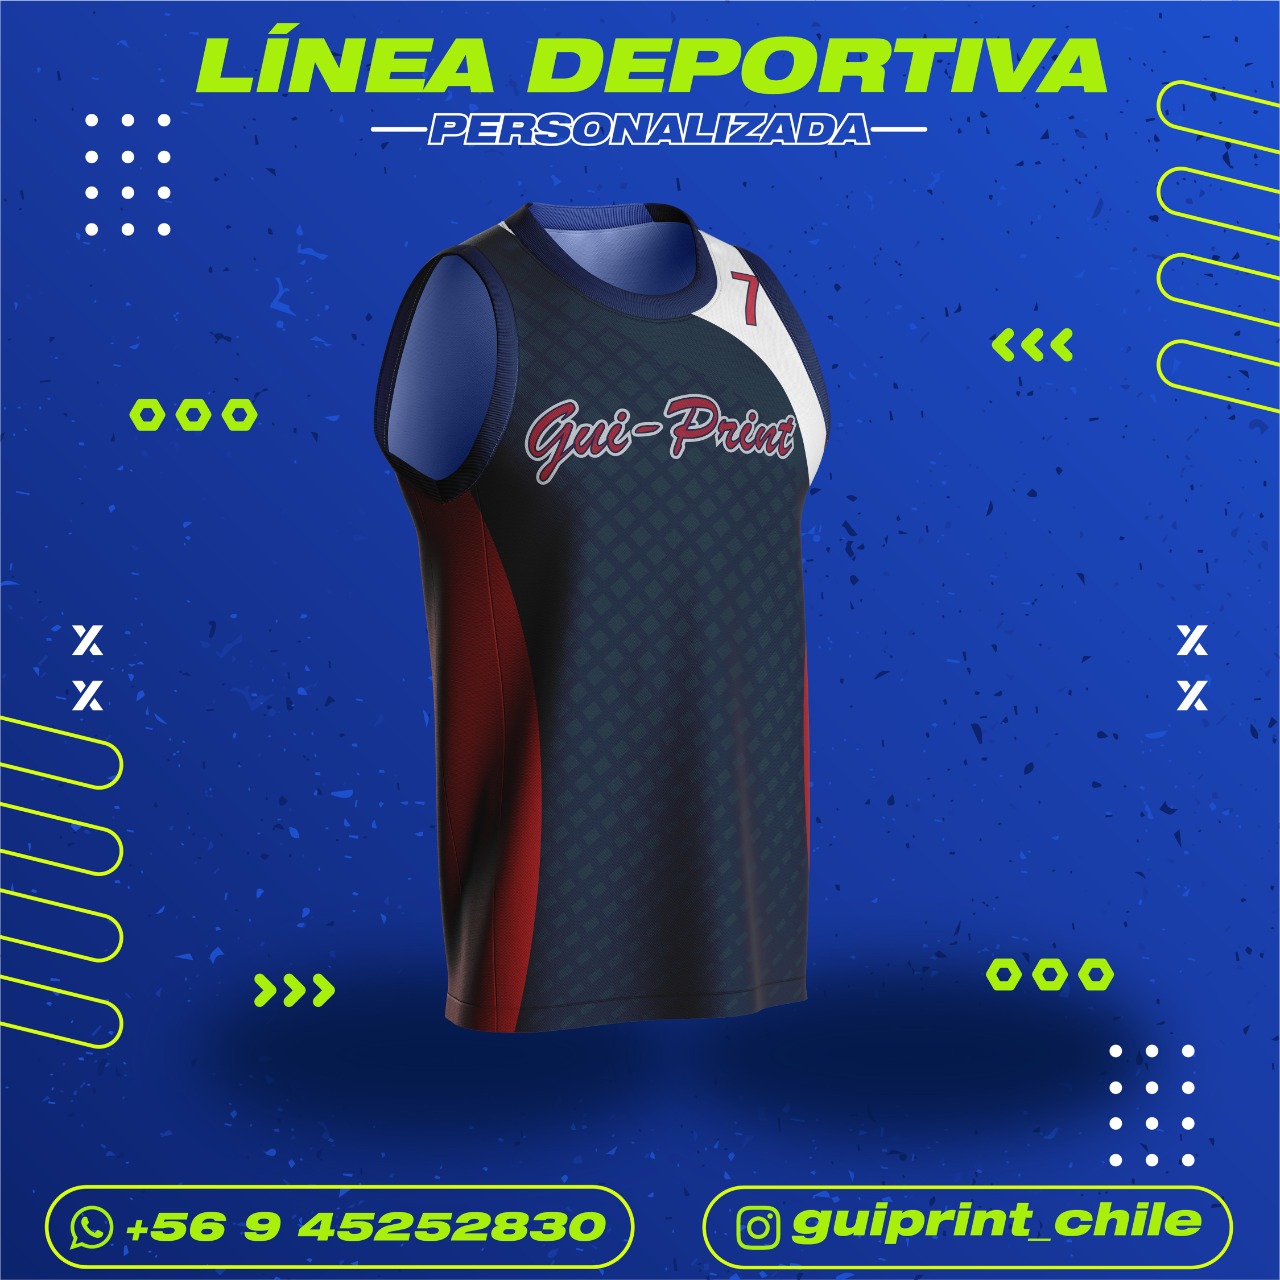 LÍNEA DEPORTIVA
PERSONALIZADA
7
Gui-Print
+56 9 45252830
guiprint_chile